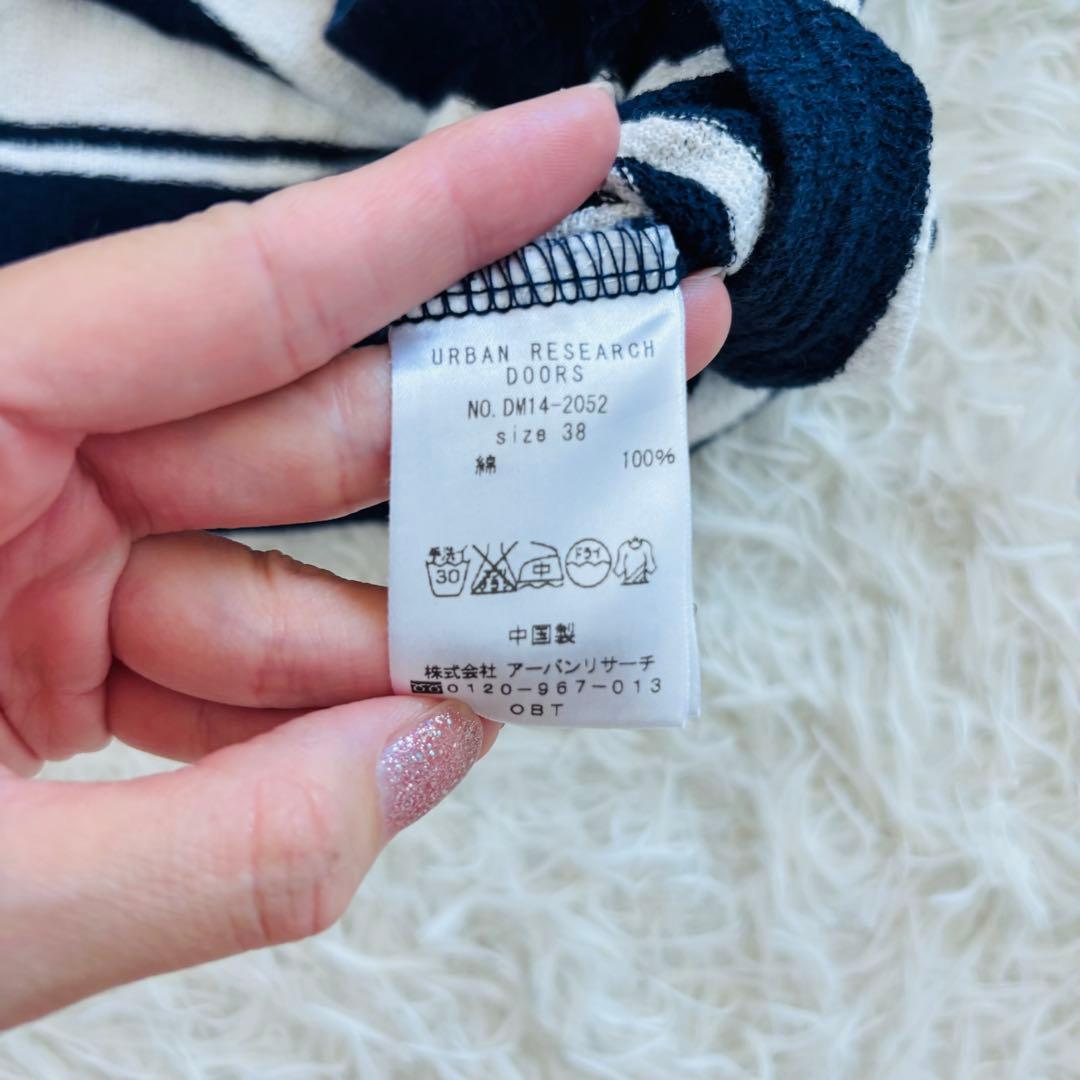 URBAN RESEARCH
DOORS
NO. DM14-2052
size 38
綿 100%
手洗イ 30 中 ドライ
中国製
株式会社 アーバンリサーチ
0120-967-013
OBT